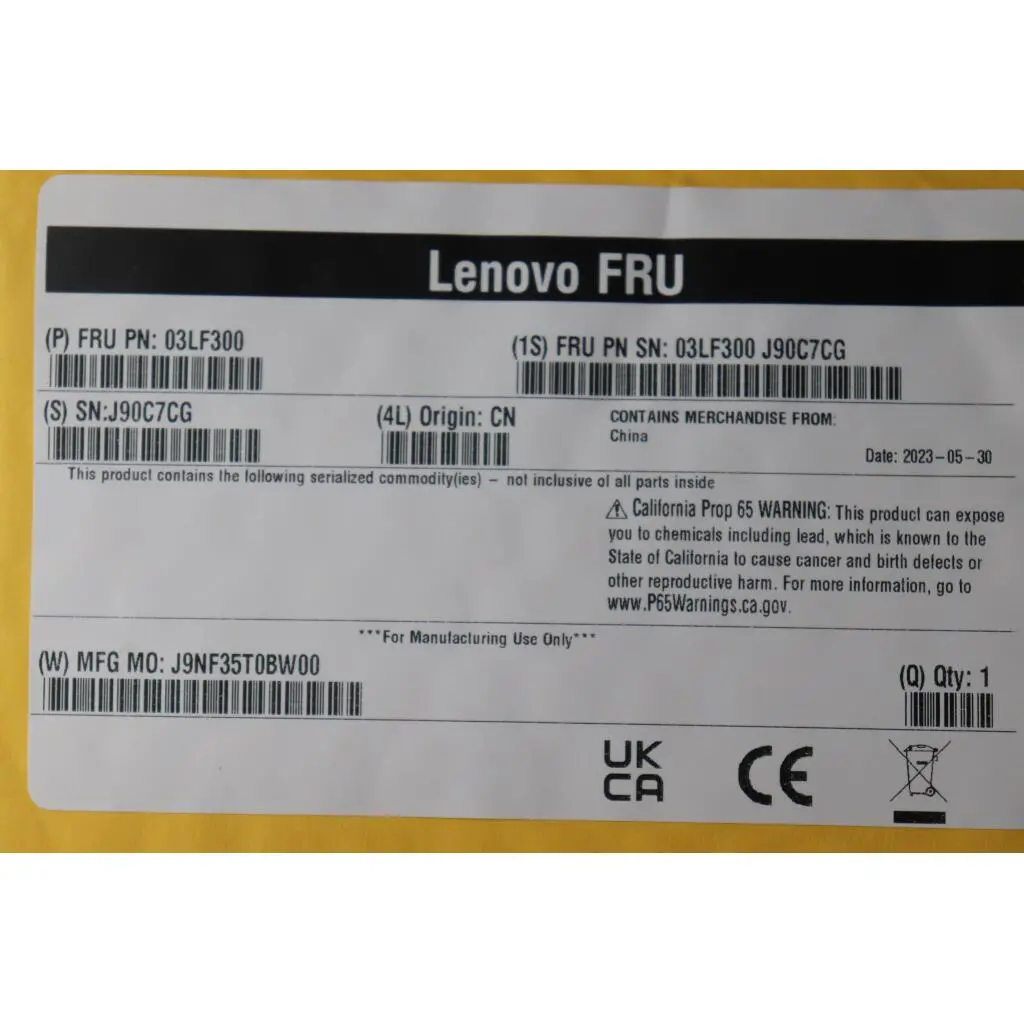 Lenovo FRU
(P) FRU PN: 03LF300
(1S) FRU PN SN: 03LF300 J90C7CG
(S) SN:J90C7CG
(4L) Origin: CN
CONTAINS MERCHANDISE FROM:
China
Date: 2023-05-30
This product contains the following serialized commodity(ies) - not inclusive of all parts inside
⚠ California Prop 65 WARNING: This product can expose
you to chemicals including lead, which is known to the
State of California to cause cancer and birth defects or
other reproductive harm. For more information, go to
www.P65Warnings.ca.gov.
***For Manufacturing Use Only***
(W) MFG MO: J9NF35T0BW00
(Q) Qty: 1
UK
CA
CE